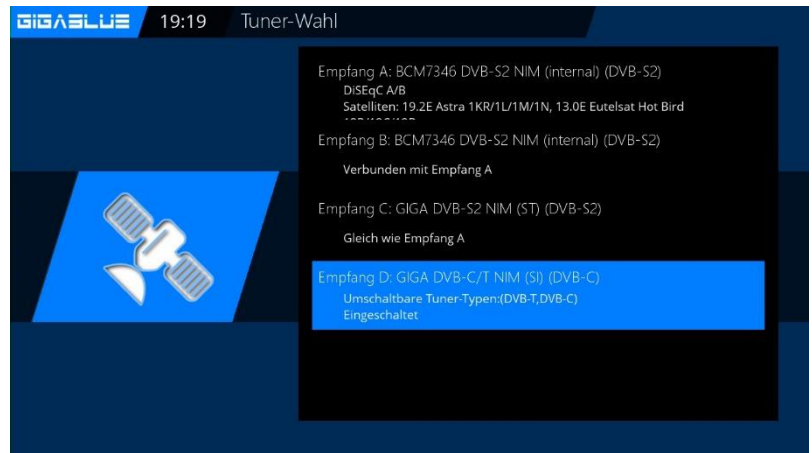 GIGABLUE 19:19 Tuner-Wahl
Empfang A: BCM7346 DVB-S2 NIM (internal) (DVB-S2)
DiSEqC A/B
Satelliten: 19.2E Astra 1KR/1L/1M/1N, 13.0E Eutelsat Hot Bird
Empfang B: BCM7346 DVB-S2 NIM (internal) (DVB-S2)
Verbunden mit Empfang A
Empfang C: GIGA DVB-S2 NIM (ST) (DVB-S2)
Gleich wie Empfang A
Empfang D: GIGA DVB-C/T NIM (SI) (DVB-C)
Umschaltbare Tuner-Typen:(DVB-T,DVB-C)
Eingeschaltet